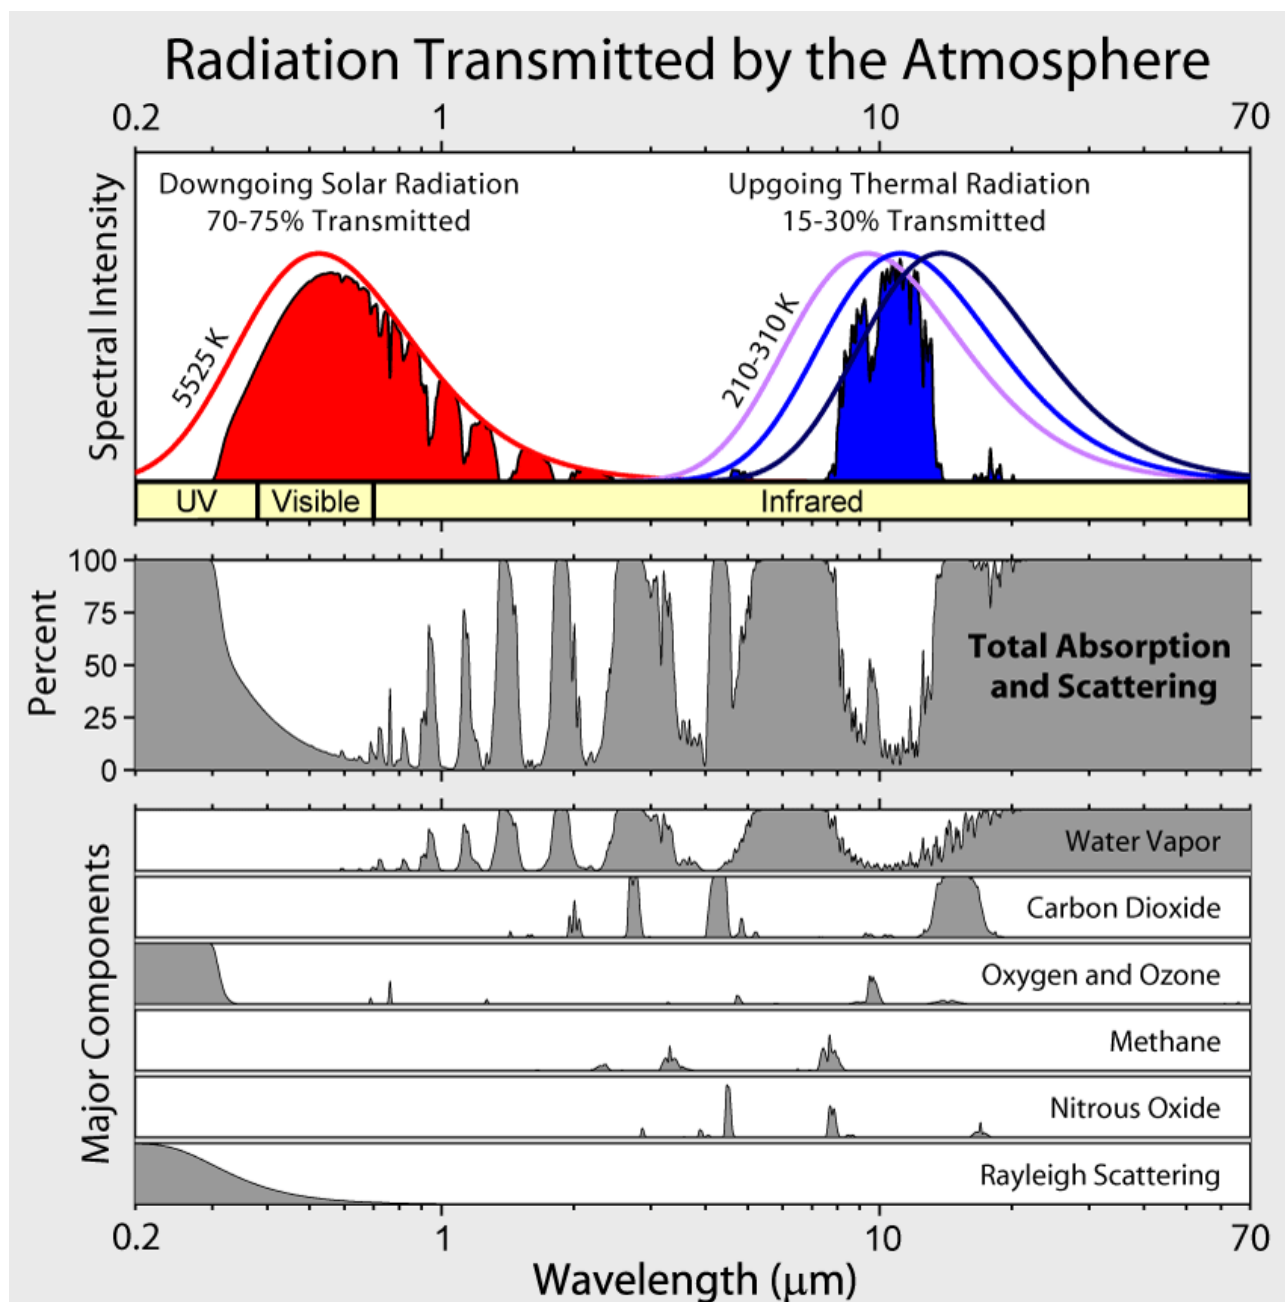 Radiation Transmitted by the Atmosphere
0.2 1 10 70
Spectral Intensity
Downgoing Solar Radiation
70-75% Transmitted
Upgoing Thermal Radiation
15-30% Transmitted
5525 K
210-310 K
UV Visible Infrared
Percent
100
75
50
25
0
Total Absorption
and Scattering
Major Components
Water Vapor
Carbon Dioxide
Oxygen and Ozone
Methane
Nitrous Oxide
Rayleigh Scattering
0.2 1 10 70
Wavelength (μm)